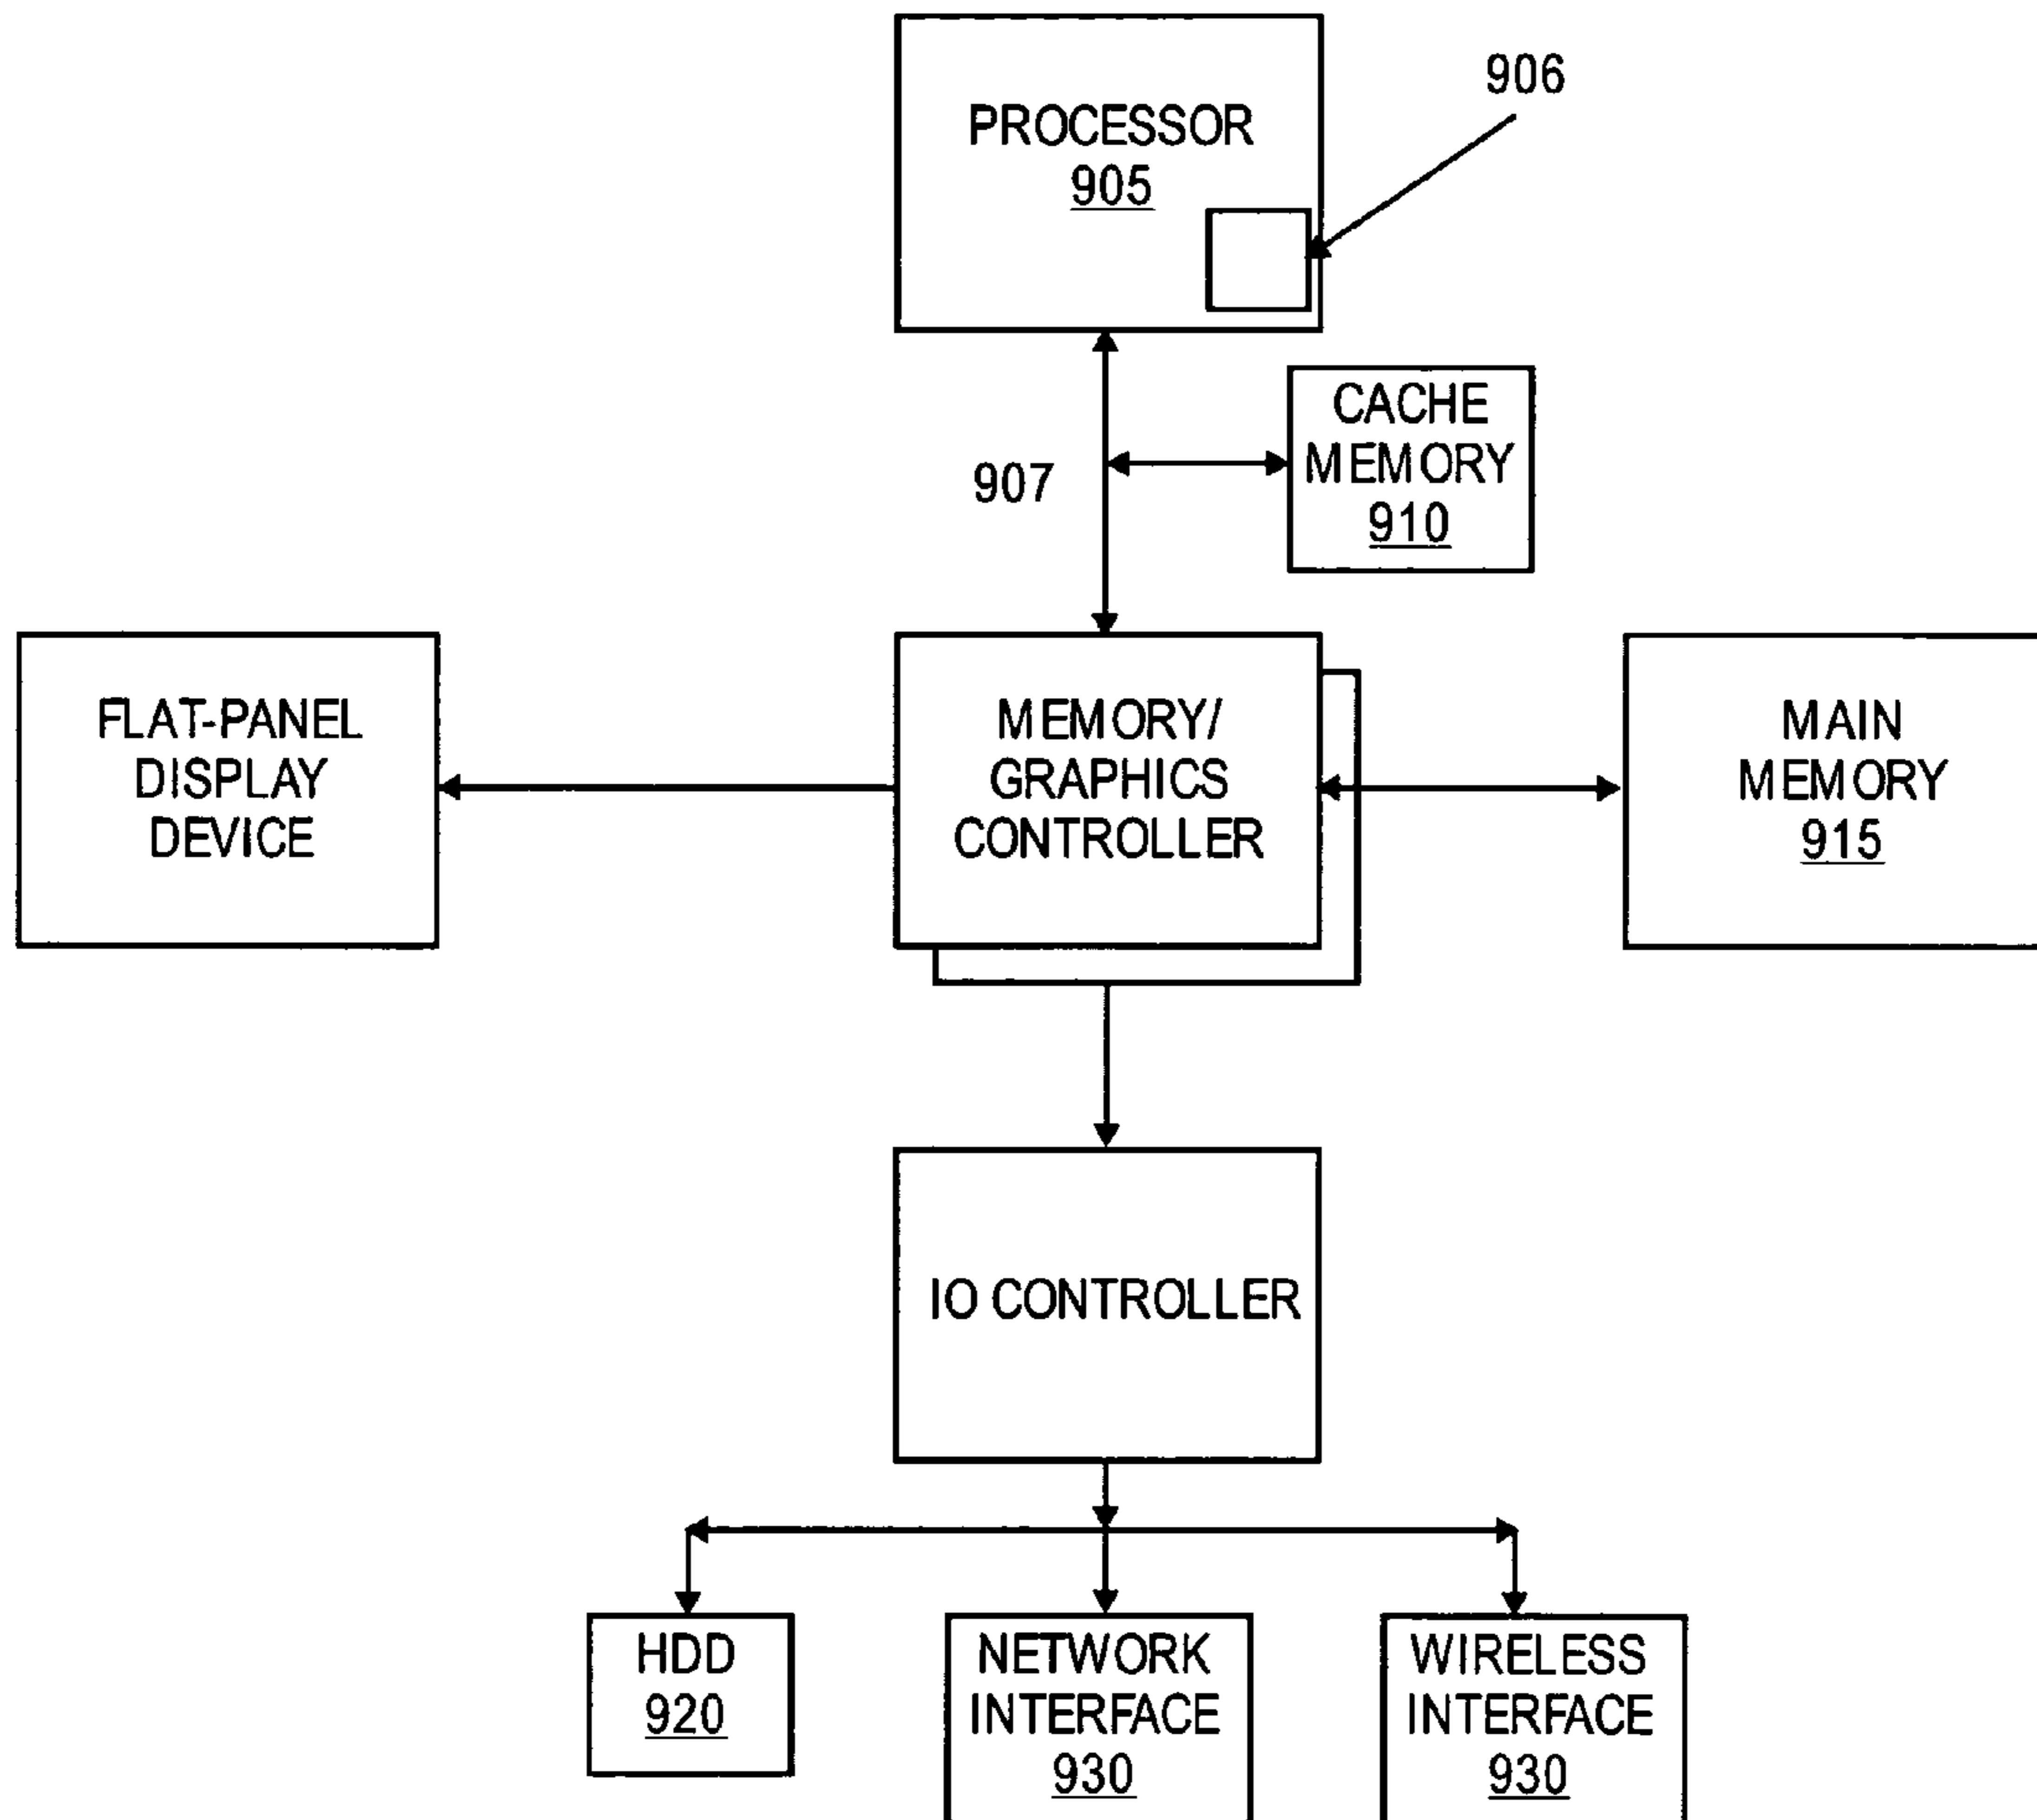 906
PROCESSOR
905
CACHE
MEMORY
910
907
FLAT-PANEL
DISPLAY
DEVICE
MEMORY/
GRAPHICS
CONTROLLER
MAIN
MEMORY
915
IO CONTROLLER
HDD
920
NETWORK
INTERFACE
930
WIRELESS
INTERFACE
930